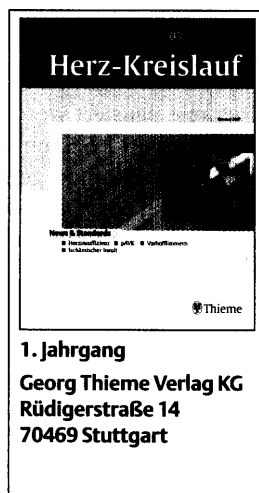 Herz-Kreislauf
News & Standards
Herzinsuffizienz pAVK Vorhofflimmern
Ischämischer Insult
Thieme
1. Jahrgang
Georg Thieme Verlag KG
Rüdigerstraße 14
70469 Stuttgart